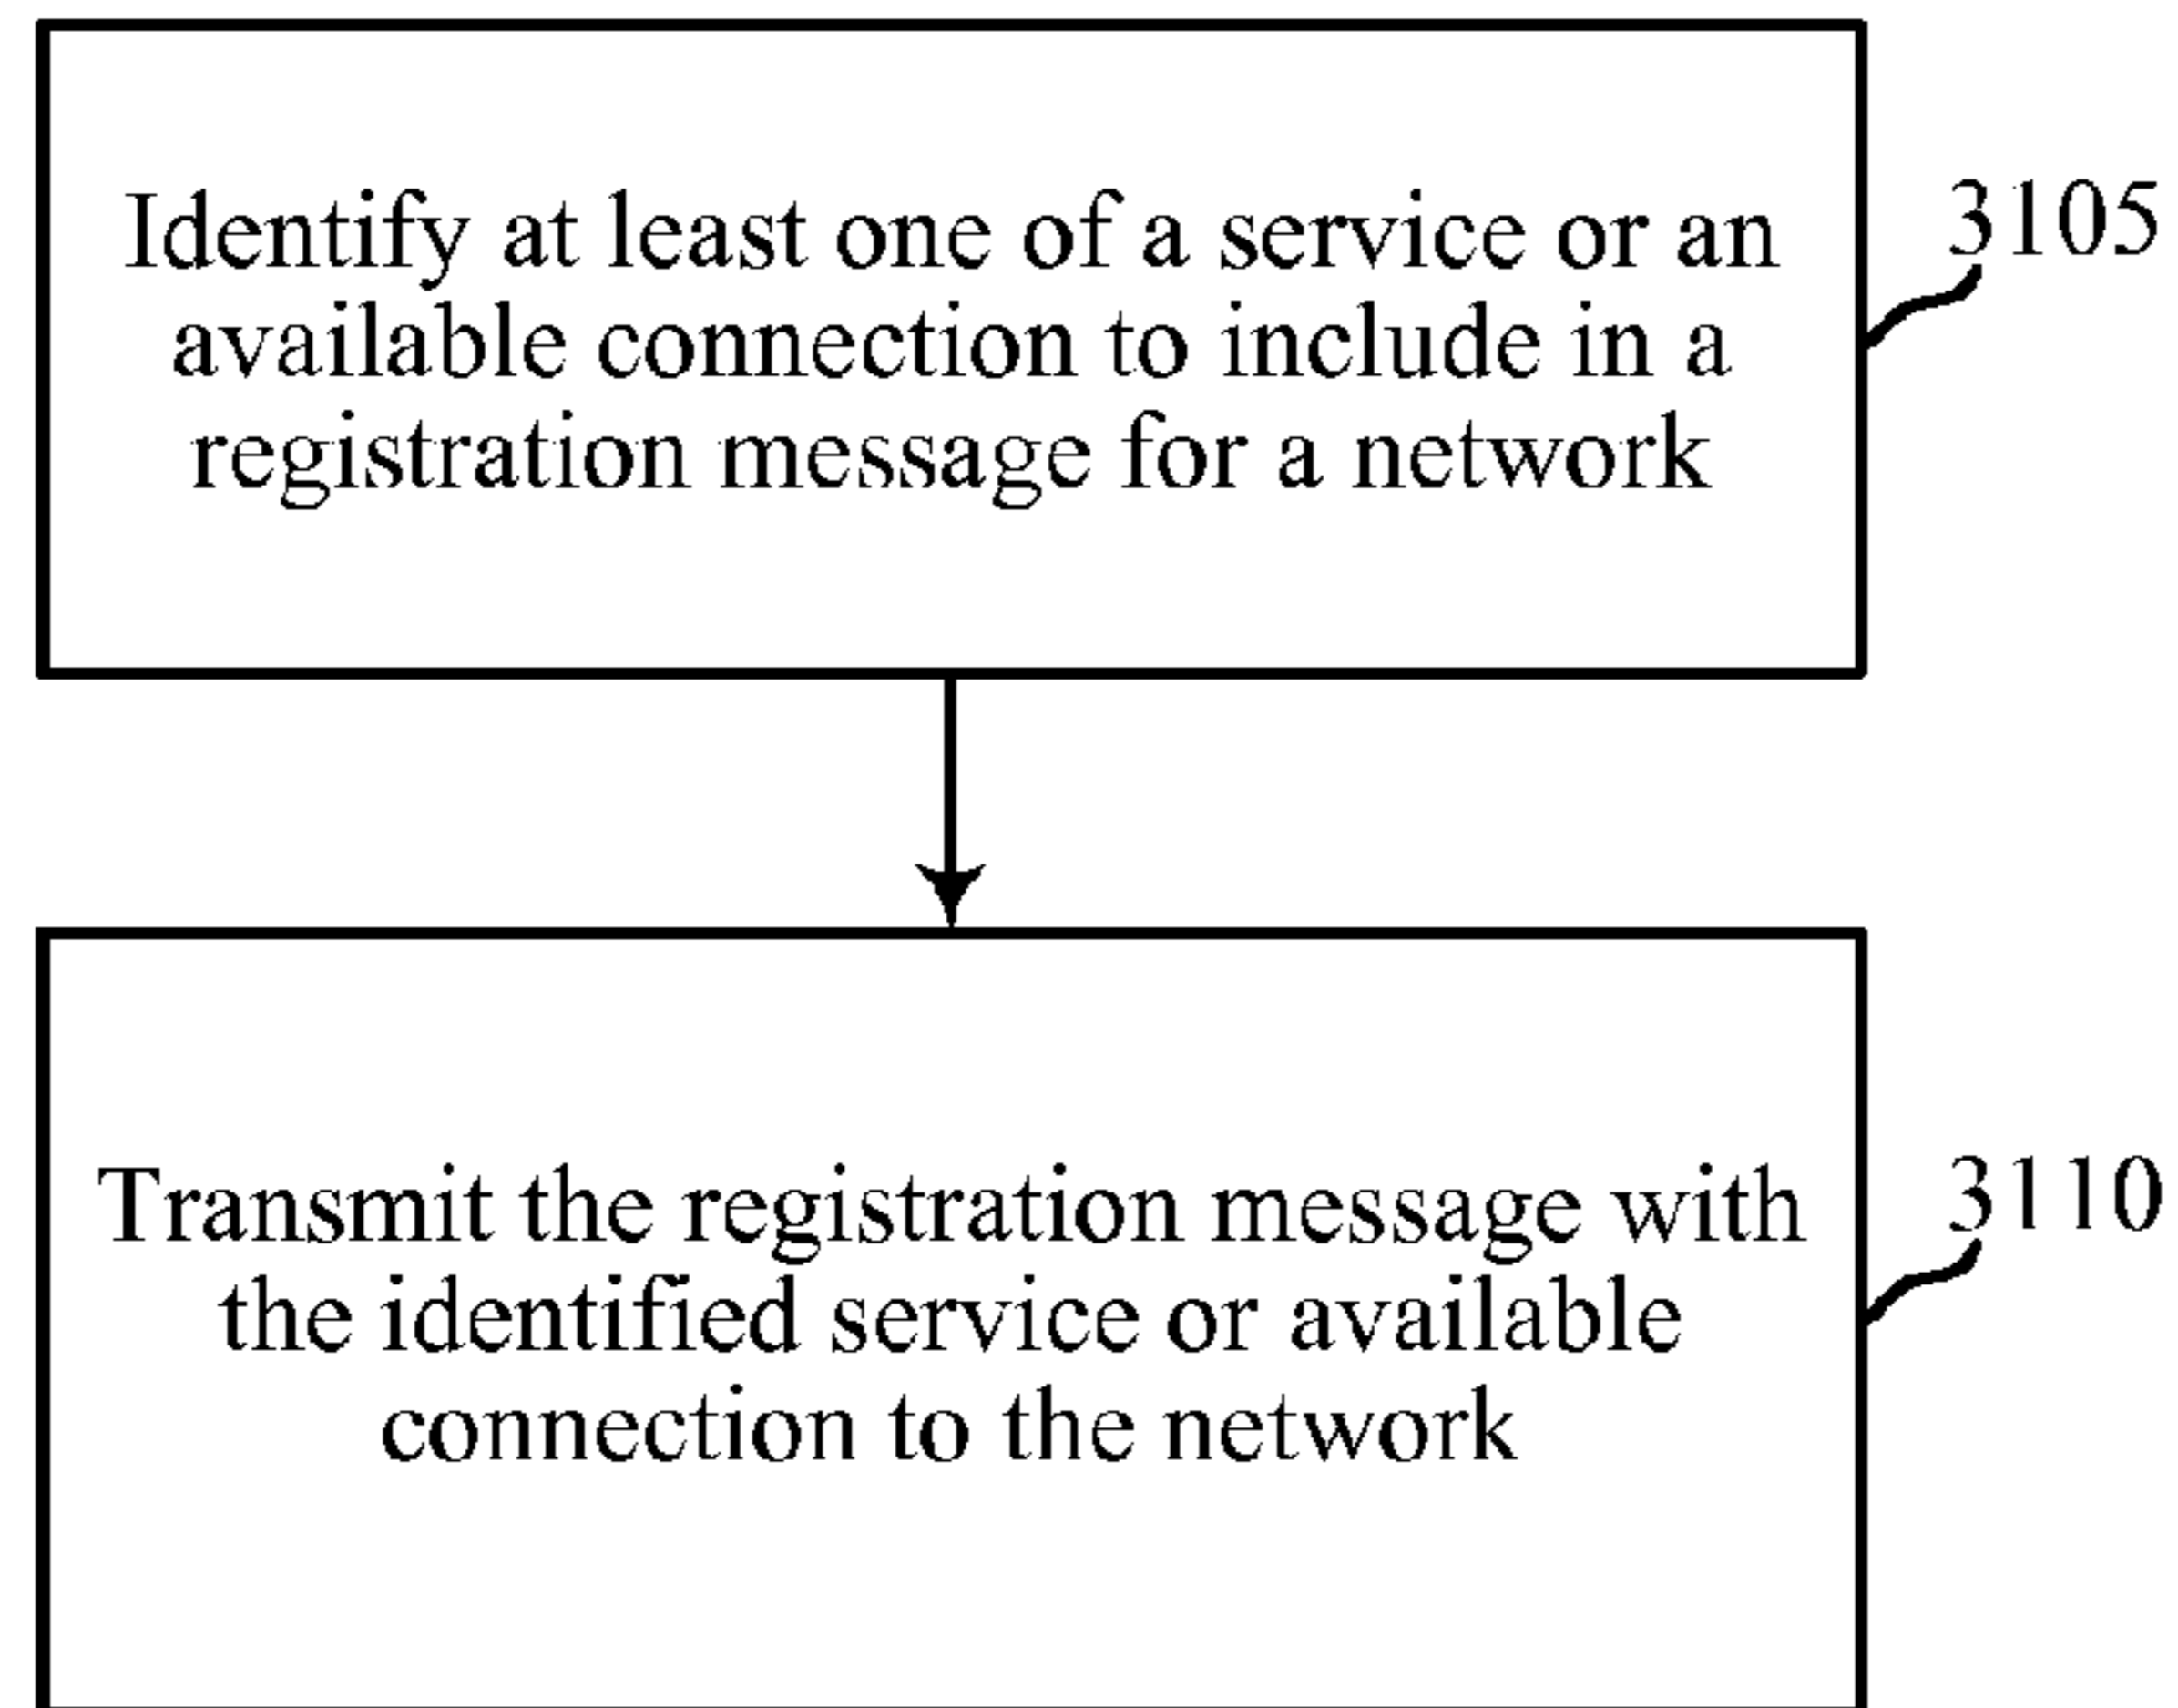 Identify at least one of a service or an
available connection to include in a
registration message for a network
3105
Transmit the registration message with
the identified service or available
connection to the network
3110